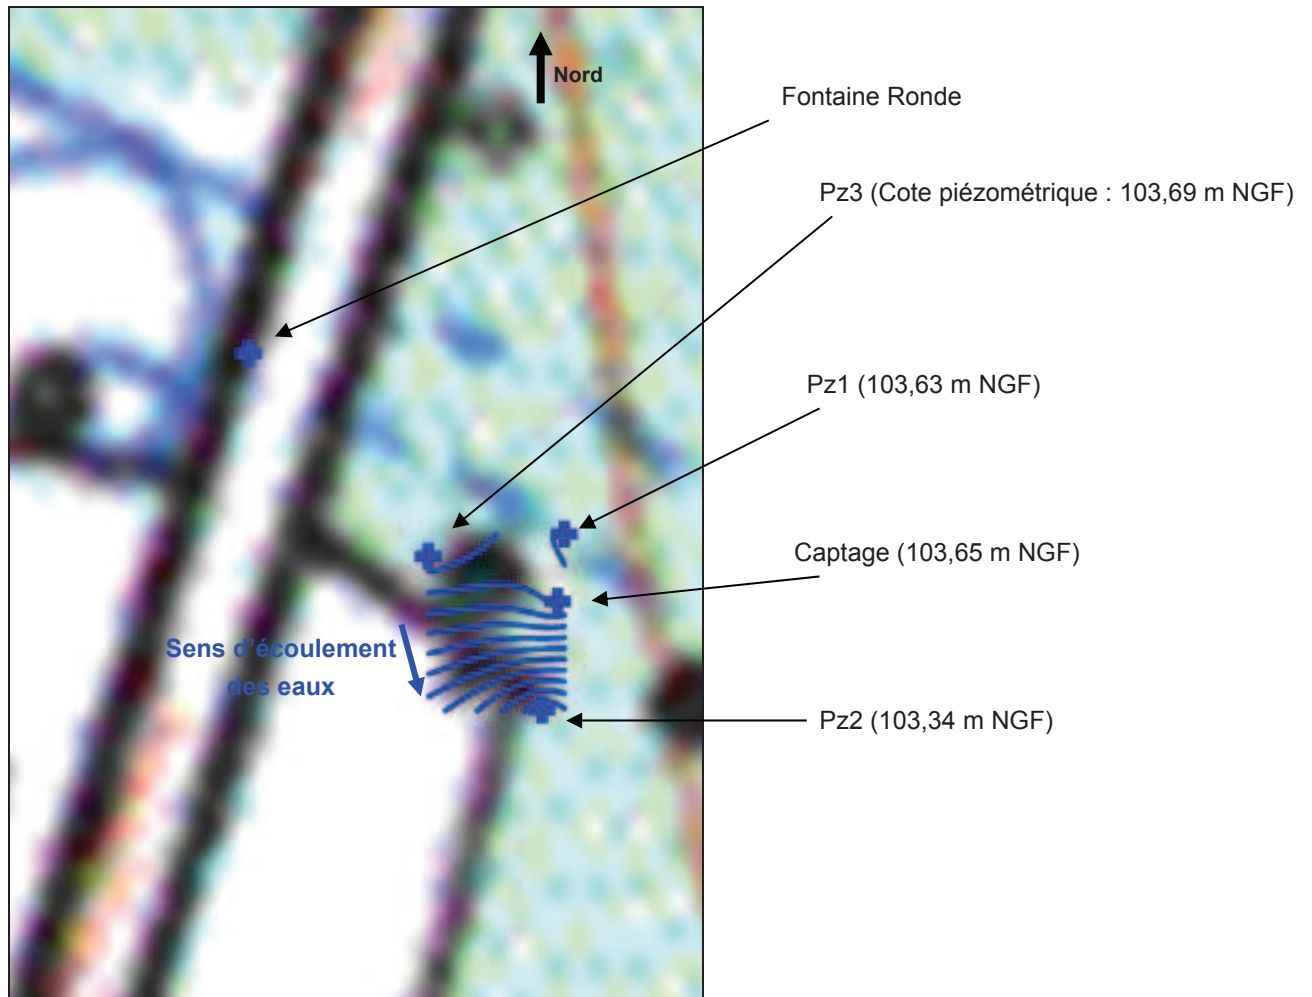 Nord
Fontaine Ronde
Pz3 (Cote piézométrique : 103,69 m NGF)
Pz1 (103,63 m NGF)
Captage (103,65 m NGF)
Sens d'écoulement
des eaux
Pz2 (103,34 m NGF)